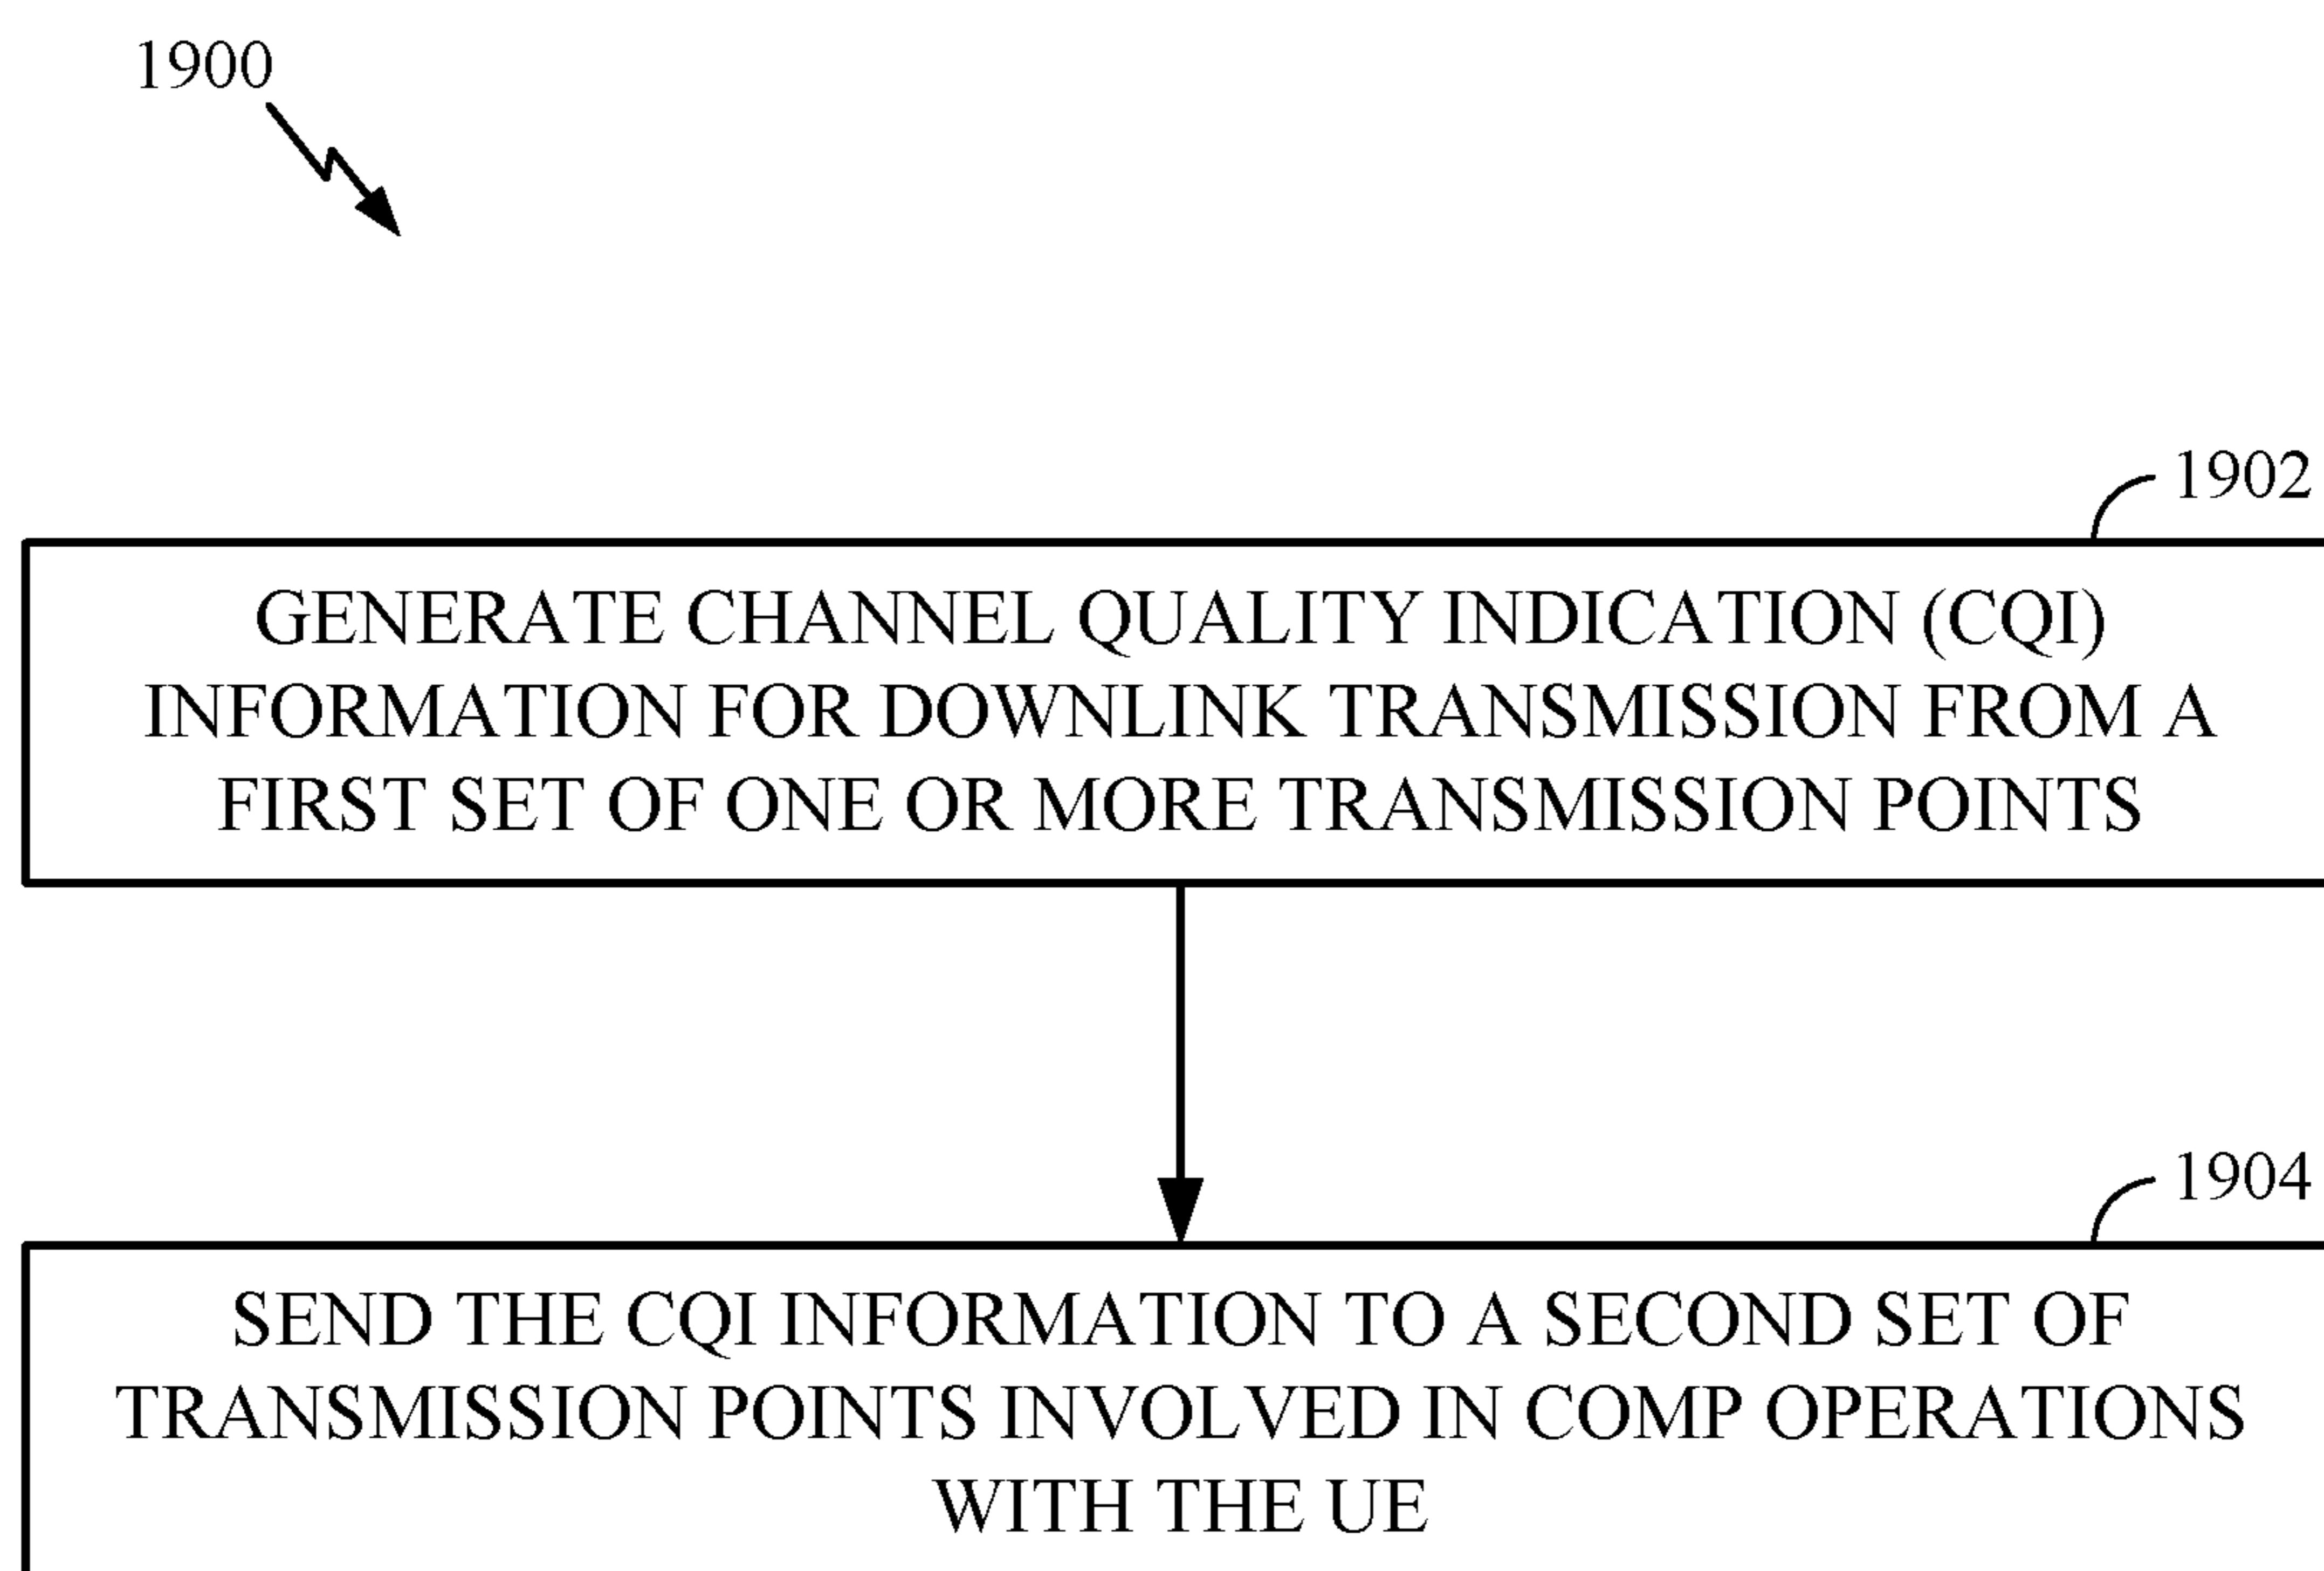 1900
1902
GENERATE CHANNEL QUALITY INDICATION (CQI)
INFORMATION FOR DOWNLINK TRANSMISSION FROM A
FIRST SET OF ONE OR MORE TRANSMISSION POINTS
1904
SEND THE CQI INFORMATION TO A SECOND SET OF
TRANSMISSION POINTS INVOLVED IN COMP OPERATIONS
WITH THE UE